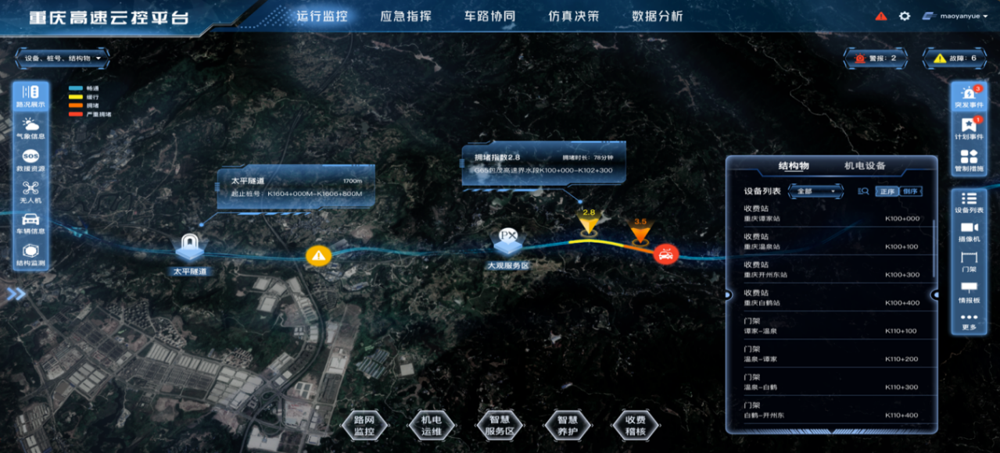 重庆高速云控平台
运行监控
应急指挥
车路协同
仿真决策
数据分析
maoyanyue
设备、桩号、结构物
警报：2
故障：6
路况展示
气象信息
SOS
救援资源
无人机
车辆信息
结构监测
畅通
缓行
拥堵
严重拥堵
太平隧道
1700m
起止桩号：K1604+000M-K1606+800M
拥堵指数2.8
拥堵时长：78分钟
G65包茂高速界水段K100+000-K102+300
太平隧道
大观服务区
2.8
3.5
结构物
机电设备
设备列表
全部
正序
倒序
收费站
重庆谭家站
K100+000
收费站
重庆温泉站
K100+100
收费站
重庆开州东站
K100+300
收费站
重庆白鹤站
K100+400
门架
谭家-温泉
K110+100
门架
温泉-谭家
K110+200
门架
温泉-白鹤
K110+300
门架
白鹤-开州东
K110+400
3
突发事件
1
计划事件
管制措施
设备列表
摄像机
门架
情报板
更多
路网
监控
机电
运维
智慧
服务区
智慧
养护
收费
稽核